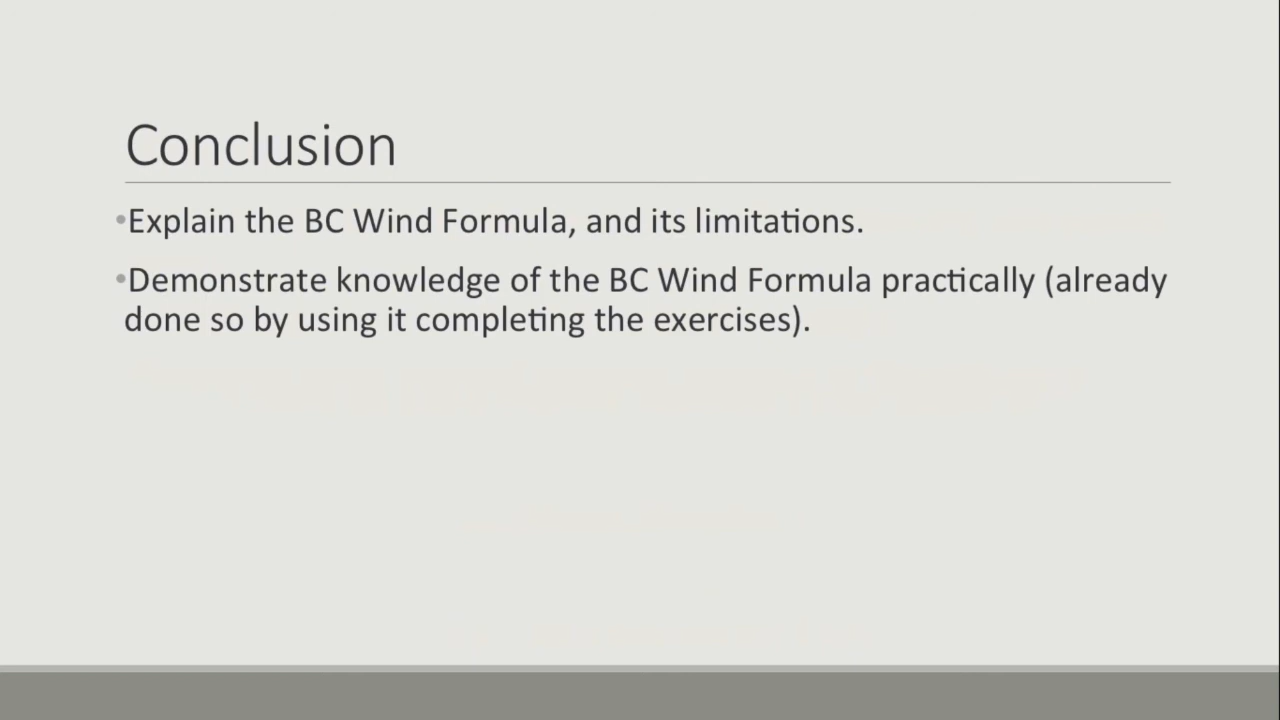 Conclusion
•Explain the BC Wind Formula, and its limitations.
•Demonstrate knowledge of the BC Wind Formula practically (already
done so by using it completing the exercises).